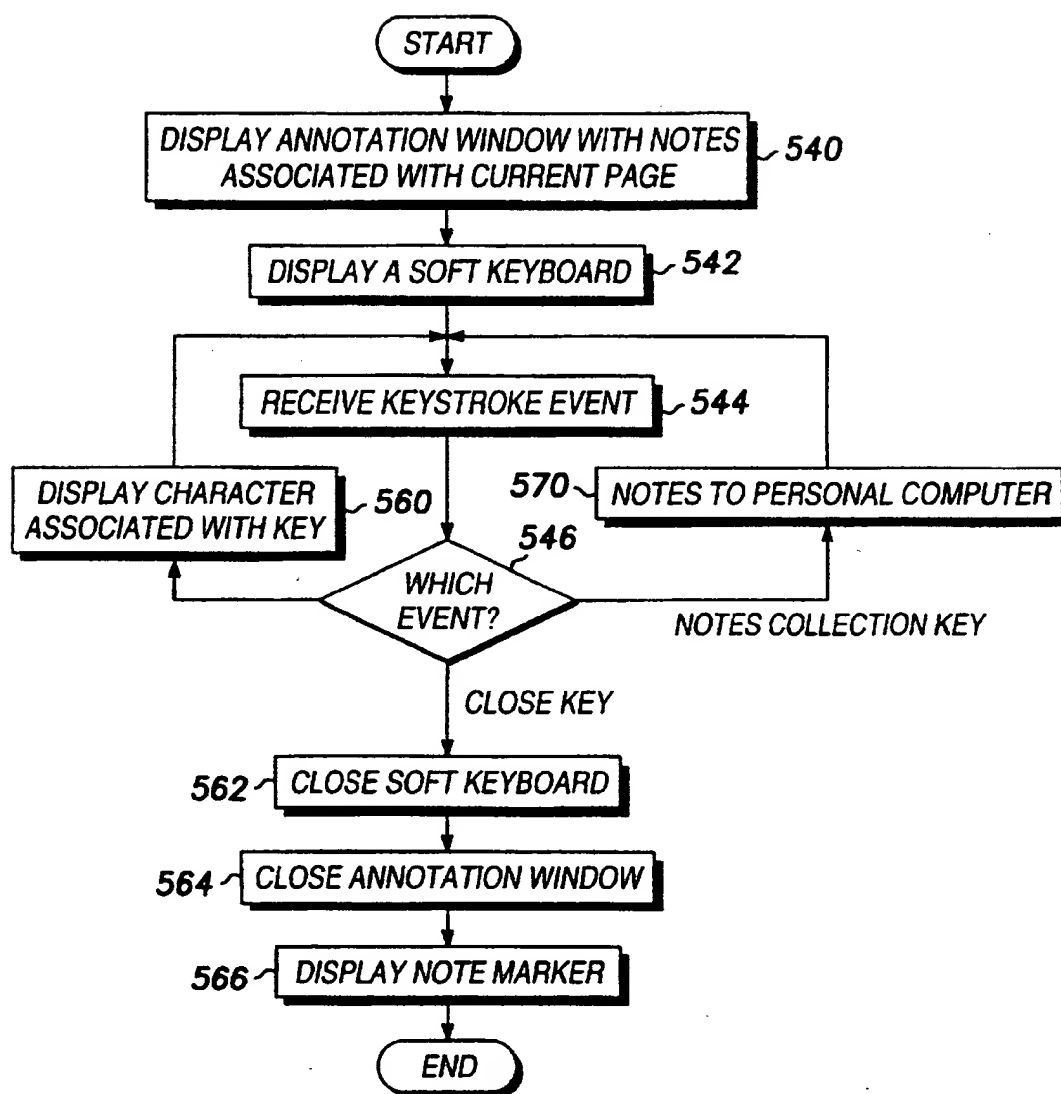 START
DISPLAY ANNOTATION WINDOW WITH NOTES
ASSOCIATED WITH CURRENT PAGE
540
DISPLAY A SOFT KEYBOARD
542
RECEIVE KEYSTROKE EVENT
544
DISPLAY CHARACTER
ASSOCIATED WITH KEY
560
570
NOTES TO PERSONAL COMPUTER
546
WHICH
EVENT?
NOTES COLLECTION KEY
CLOSE KEY
562
CLOSE SOFT KEYBOARD
564
CLOSE ANNOTATION WINDOW
566
DISPLAY NOTE MARKER
END